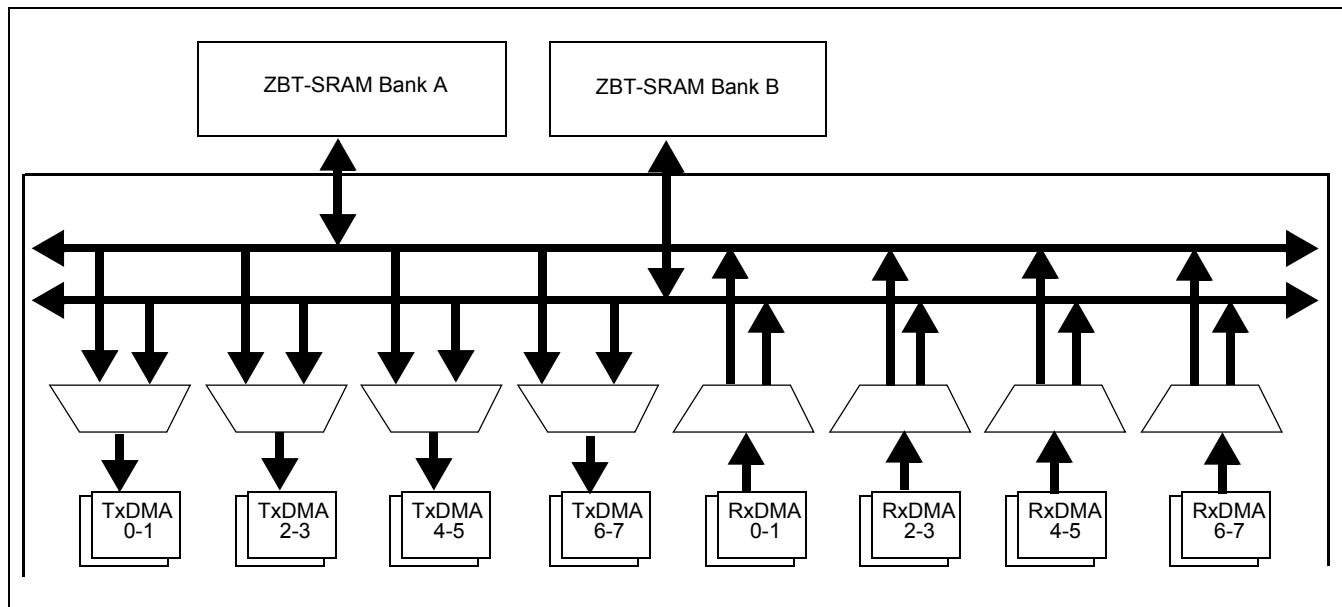 ZBT-SRAM Bank A
ZBT-SRAM Bank B
TxDMA
0-1
TxDMA
2-3
TxDMA
4-5
TxDMA
6-7
RxDMA
0-1
RxDMA
2-3
RxDMA
4-5
RxDMA
6-7